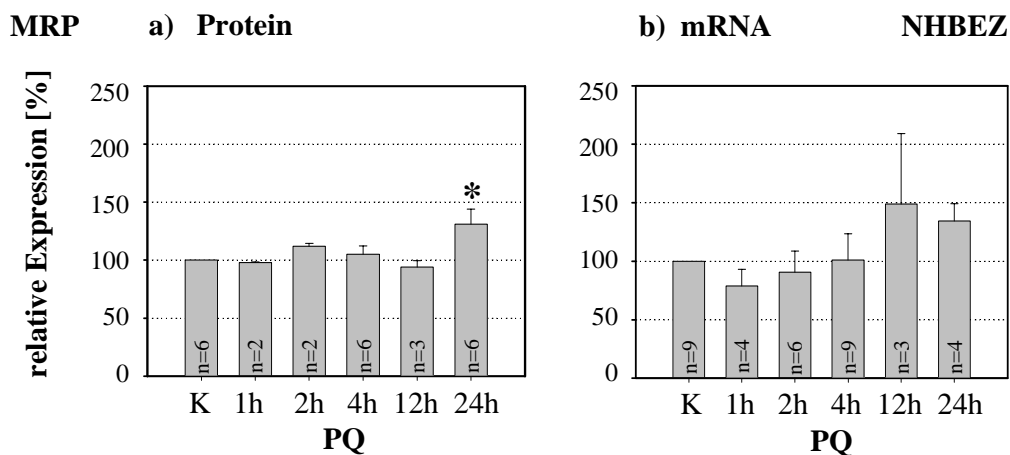 MRP a) Protein b) mRNA NHBEZ
relative Expression [%]
250
200
150
100
50
0
*
n=6 n=2 n=2 n=6 n=3 n=6
K 1h 2h 4h 12h 24h
PQ
250
200
150
100
50
0
n=9 n=4 n=6 n=9 n=3 n=4
K 1h 2h 4h 12h 24h
PQ